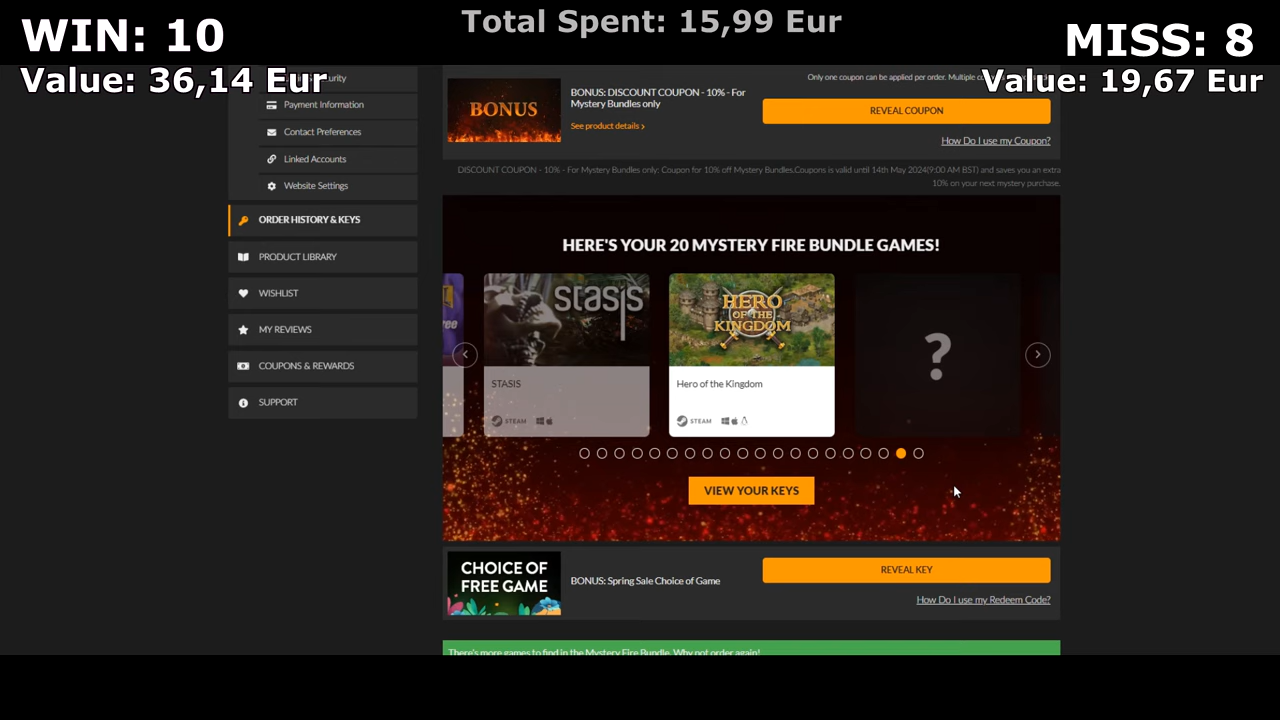 WIN: 10
Total Spent: 15,99 Eur
MISS: 8
Value: 36,14 Eur
Value: 19,67 Eur
Payment Information
Contact Preferences
Linked Accounts
Website Settings
ORDER HISTORY & KEYS
PRODUCT LIBRARY
WISHLIST
MY REVIEWS
COUPONS & REWARDS
SUPPORT
Only one coupon can be applied per order. Multiple
BONUS
BONUS: DISCOUNT COUPON - 10% - For
Mystery Bundles only
See product details >
REVEAL COUPON
How Do I use my Coupon?
DISCOUNT COUPON - 10% - For Mystery Bundles only: Coupon for 10% off Mystery Bundles.Coupons is valid until 14th May 2024(9:00 AM BST) and saves you an extra
10% on your next mystery purchase.
HERE'S YOUR 20 MYSTERY FIRE BUNDLE GAMES!
stasis
HERO
OF THE
KINGDOM
?
STASIS
Hero of the Kingdom
STEAM
STEAM
VIEW YOUR KEYS
CHOICE OF
FREE GAME
BONUS: Spring Sale Choice of Game
REVEAL KEY
How Do I use my Redeem Code?
There's more games to find in the Mystery Fire Bundle. Why not order again!